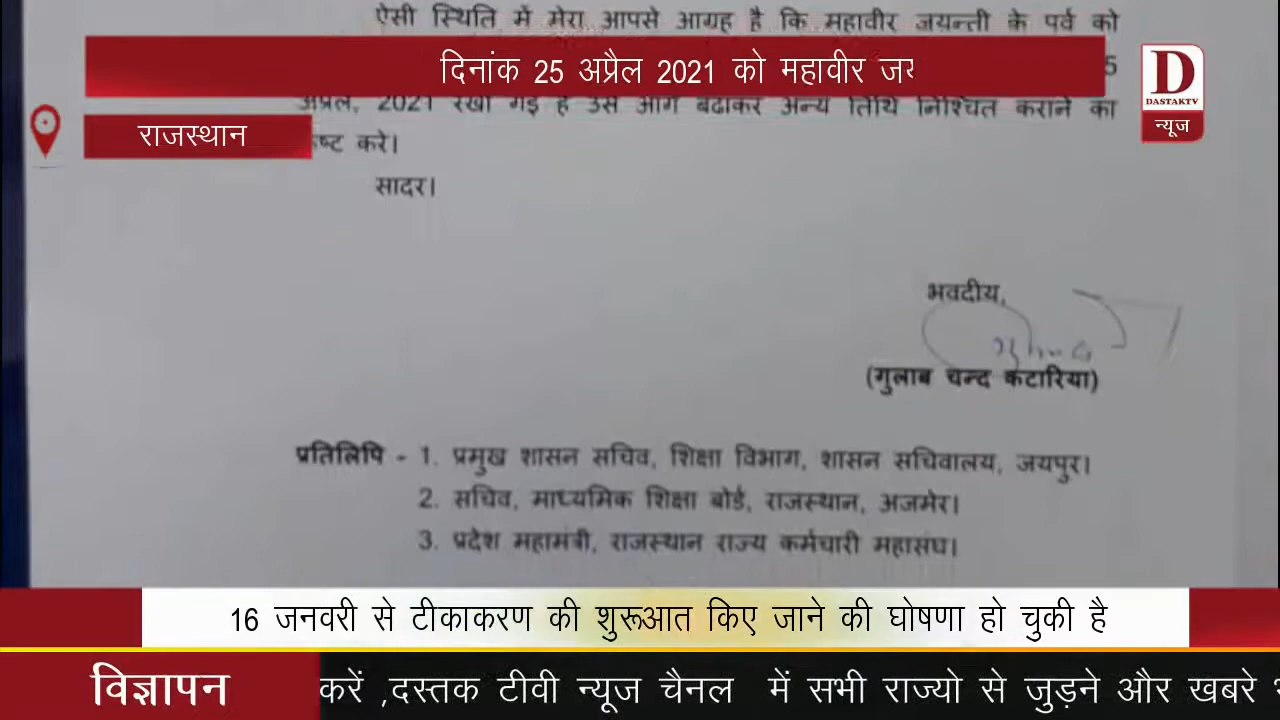 ऐसी स्थिति में मेरा आपसे आग्रह है कि महावीर जयन्ती के पर्व को
दिनांक 25 अप्रैल 2021 को महावीर जय
5
D
DASTAKTV
न्यूज
अप्रैल, 2021 रखी गई है उसे आगे बढाकर अन्य तिथि निश्चित कराने का
राजस्थान
करे।
सादर।
भवदीय,
(गुलाब चन्द कटारिया)
प्रतिलिपि - 1. प्रमुख शासन सचिव, शिक्षा विभाग, शासन सचिवालय, जयपुर।
2. सचिव, माध्यमिक शिक्षा बोर्ड, राजस्थान, अजमेर।
3. प्रदेश महामंत्री, राजस्थान राज्य कर्मचारी महासंघ।
16 जनवरी से टीकाकरण की शुरूआत किए जाने की घोषणा हो चुकी है
विज्ञापन
करें ,दस्तक टीवी न्यूज चैनल में सभी राज्यो से जुड़ने और खबरे